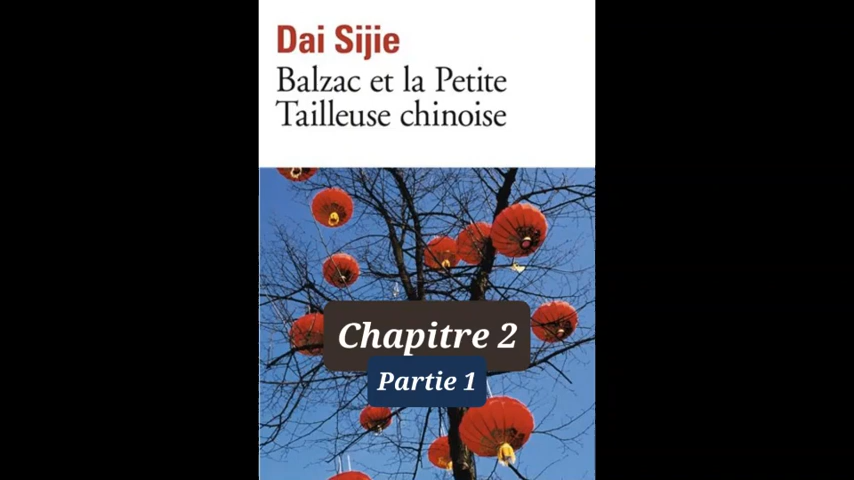 Dai Sijie
Balzac et la Petite
Tailleuse chinoise
Chapitre 2
Partie 1